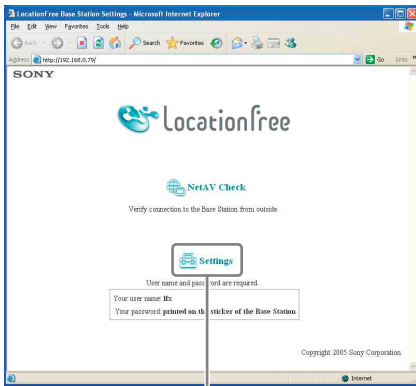 LocationFree Base Station Settings - Microsoft Internet Explorer
File Edit View Favorites Tools Help
Back Search Favorites
Address http://192.168.0.79/ Go Links
SONY
LocationFree
NetAV Check
Verify connection to the Base Station from outside.
Settings
User name and password are required.
Your user name: lfx
Your password: printed on the sticker of the Base Station
Copyright 2005 Sony Corporation
Internet